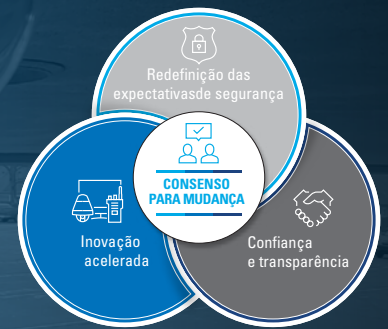 Redefinição das
expectativasde segurança
CONSENSO
PARA MUDANÇA
Inovação
acelerada
Confiança
e transparência